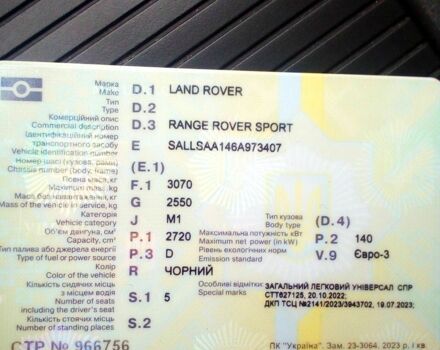 Марка
Make D.1 LAND ROVER
Тип
Type D.2
Комерційний опис
Commercial description D.3 RANGE ROVER SPORT
Ідентифікаційний номер
транспортного засобу E SALLSAA146A973407
Vehicle identification number
Номер шасі (кузова, рами)
Chassis number (body, frame) (E.1)
Повна маса, кг
Maximum mass, kg F.1 3070
Маса без навантаження, кг
Mass of the vehicle in service, kg G 2550
Категорія
Vehicle category J M1 Тип кузова
Body type (D.4)
Об'єм двигуна, см³
Capacity, cm³ P.1 2720 Максимальна потужність кВт
Maximum net power (in kW) P.2 140
Тип палива або джерела енергії
Type of fuel or power source P.3 D Рівень екологічних норм
Emission standard V.9 Євро-3
Колір
Color of the vehicle R ЧОРНИЙ
Кількість сидячих місць
з місцем водія
Number of seats S.1 5
including the driver's seat
Особливі відмітки
Special notes
ЗАГАЛЬНИЙ ЛЕГКОВИЙ УНІВЕРСАЛ СПР
СТТ627125, 20.10.2022;
ДКП ТСЦ №2141/2023/3943702, 19.07.2023;
Кількість стоячих місць
Number of standing places S.2
СТР № 966756
ПК "Україна". Зам. 23-3064, 2023 р. I кв.